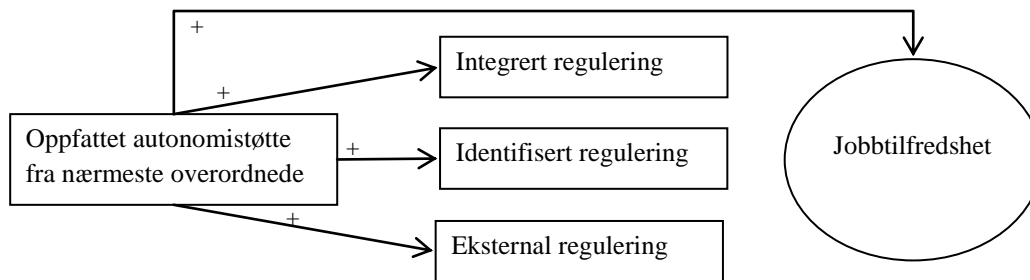 +
Integrert regulering
+
Oppfattet autonomistøtte
fra nærmeste overordnede
+
Identifisert regulering
Jobbtilfredshet
+
Eksternal regulering